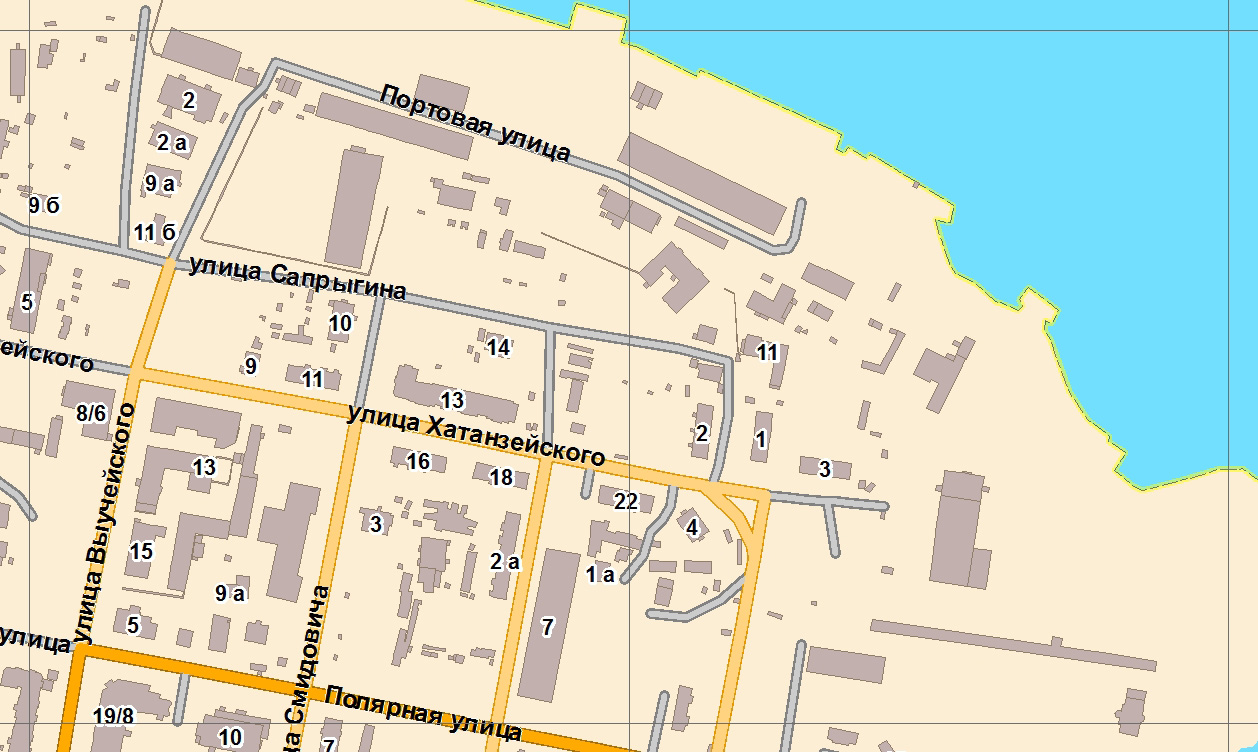 2
Портовая улица
2 а
9 а
9 б
11 б
улица Сапрыгина
5
10
14
ейского
9
11
11
8/6
13
улица Хатанзейского
2
1
3
13
16
18
22
3
4
15
2 а
1 а
9 а
улица Выучейского
5
7
улица
ца Смидовича
Полярная улица
19/8
10
7